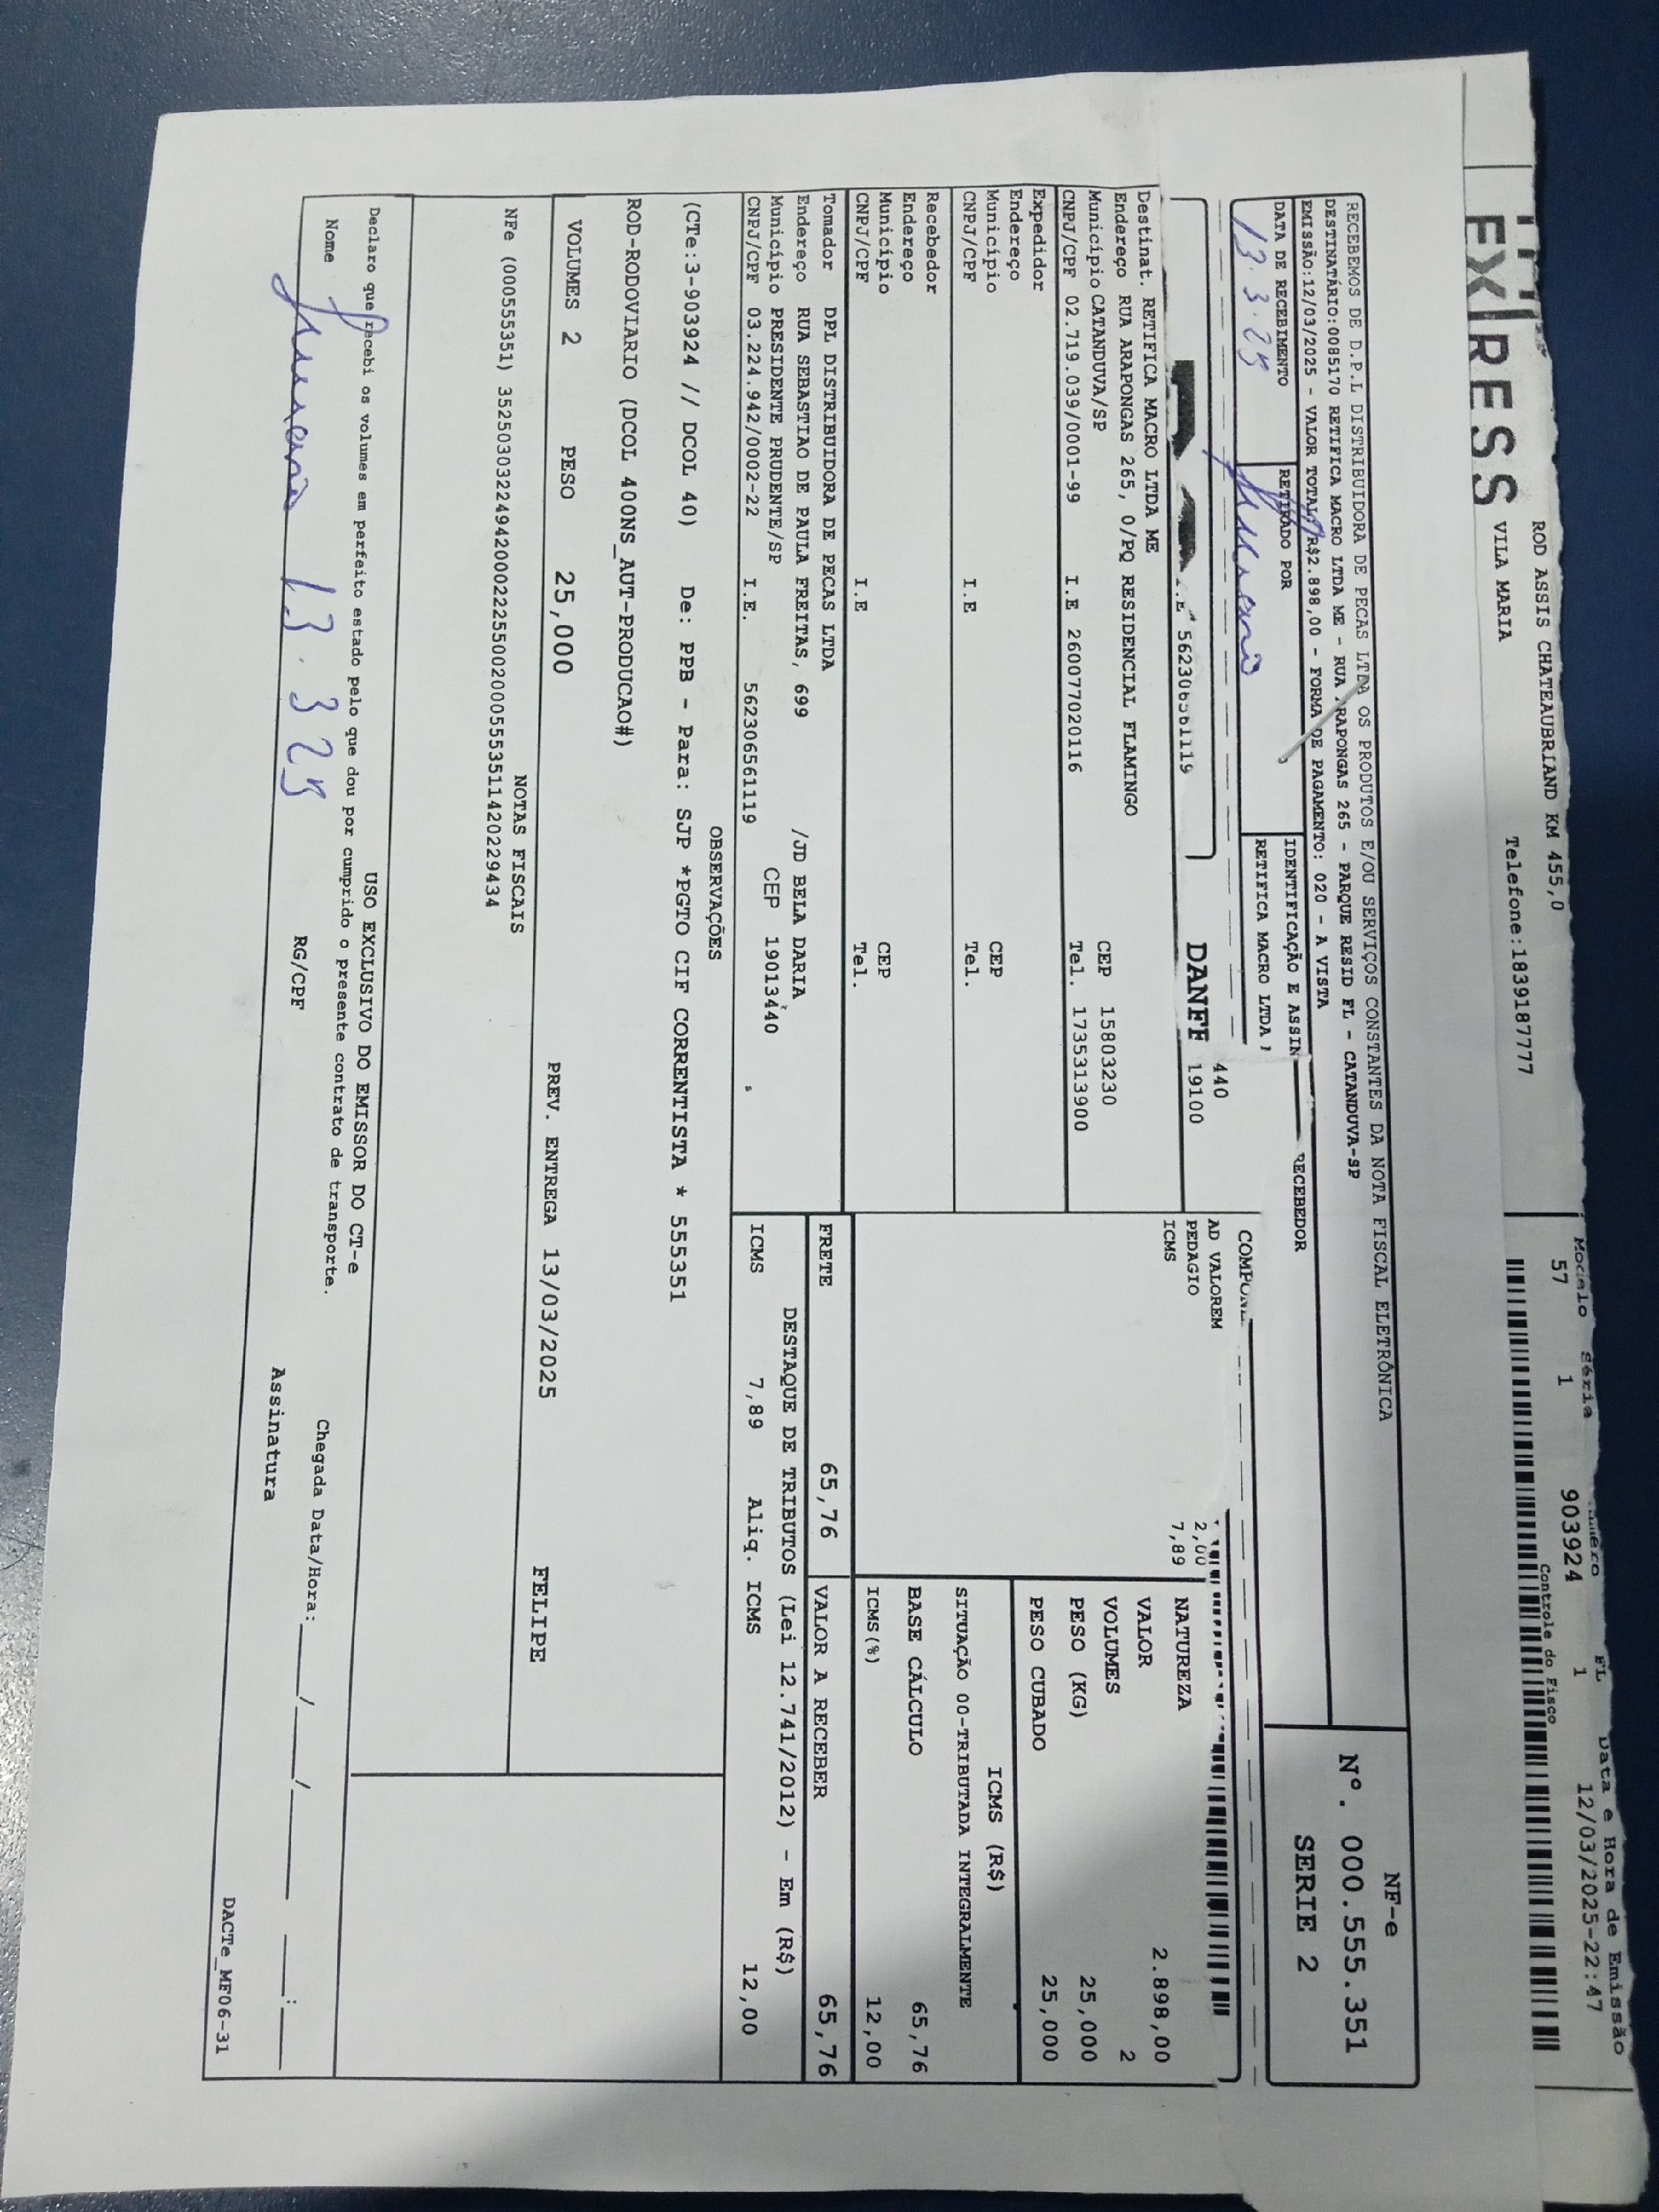 EXPRESS
ROD ASSIS CHATEAUBRIAND KM 455,0
VILA MARIA
Telefone:1839187777
Modelo Série FL Data e Hora de Emissão
57 1 903924 1 12/03/2025-22:47
Controle do Fisco
RECEBEMOS DE D.P.L DISTRIBUIDORA DE PECAS LTDA OS PRODUTOS E/OU SERVIÇOS CONSTANTES DA NOTA FISCAL ELETRÔNICA
DESTINATÁRIO:0085170 RETIFICA MACRO LTDA ME - RUA ARAPONGAS 265 - PARQUE RESID FL - CATANDUVA-SP
EMISSÃO:12/03/2025 - VALOR TOTAL:R$2.898,00 - FORMA DE PAGAMENTO: 020 - A VISTA
DATA DE RECEBIMENTO
13.3.25
RETIRADO POR
IDENTIFICAÇÃO E ASSIN RECEBEDOR
RETIFICA MACRO LTDA
NF-e
Nº. 000.555.351
SERIE 2
562306561119
DANFF
440
19100
Destinat. RETIFICA MACRO LTDA ME
Endereço RUA ARAPONGAS 265, 0/PQ RESIDENCIAL FLAMINGO
Município CATANDUVA/SP CEP 15803230
CNPJ/CPF 02.719.039/0001-99 I.E 260077020116 Tel. 1735313900
Expedidor
Endereço
Município CEP
CNPJ/CPF I.E Tel.
Recebedor
Endereço
Município CEP
CNPJ/CPF I.E Tel.
Tomador DPL DISTRIBUIDORA DE PECAS LTDA
Endereço RUA SEBASTIAO DE PAULA FREITAS, 699 /JD BELA DARIA
Município PRESIDENTE PRUDENTE/SP CEP 19013440
CNPJ/CPF 03.224.942/0002-22 I.E. 562306561119
AD VALOREM
PEDAGIO 2,00
ICMS 7,89
NATUREZA
VALOR 2.898,00
VOLUMES 2
PESO (KG) 25,000
PESO CUBADO 25,000
ICMS (R$)
SITUAÇÃO 00-TRIBUTADA INTEGRALMENTE
BASE CÁLCULO 65,76
ICMS(%) 12,00
FRETE 65,76 VALOR A RECEBER 65,76
DESTAQUE DE TRIBUTOS (Lei 12.741/2012) - Em (R$)
ICMS 7,89 Aliq. ICMS 12,00
OBSERVAÇÕES
(CTe:3-903924 // DCOL 40) De: PPB - Para: SJP *PGTO CIF CORRENTISTA * 555351
ROD-RODOVIARIO (DCOL 400NS_AUT-PRODUCAO#)
VOLUMES 2 PESO 25,000 PREV. ENTREGA 13/03/2025 FELIPE
NOTAS FISCAIS
NFe (000555351) 35250303224942000222550020005553511420229434
USO EXCLUSIVO DO EMISSOR DO CT-e
Declaro que recebi os volumes em perfeito estado pelo que dou por cumprido o presente contrato de transporte.
Nome 13.3 25 RG/CPF Chegada Data/Hora:___/___/_____ ___:___
Assinatura
DACTe_MF06-31